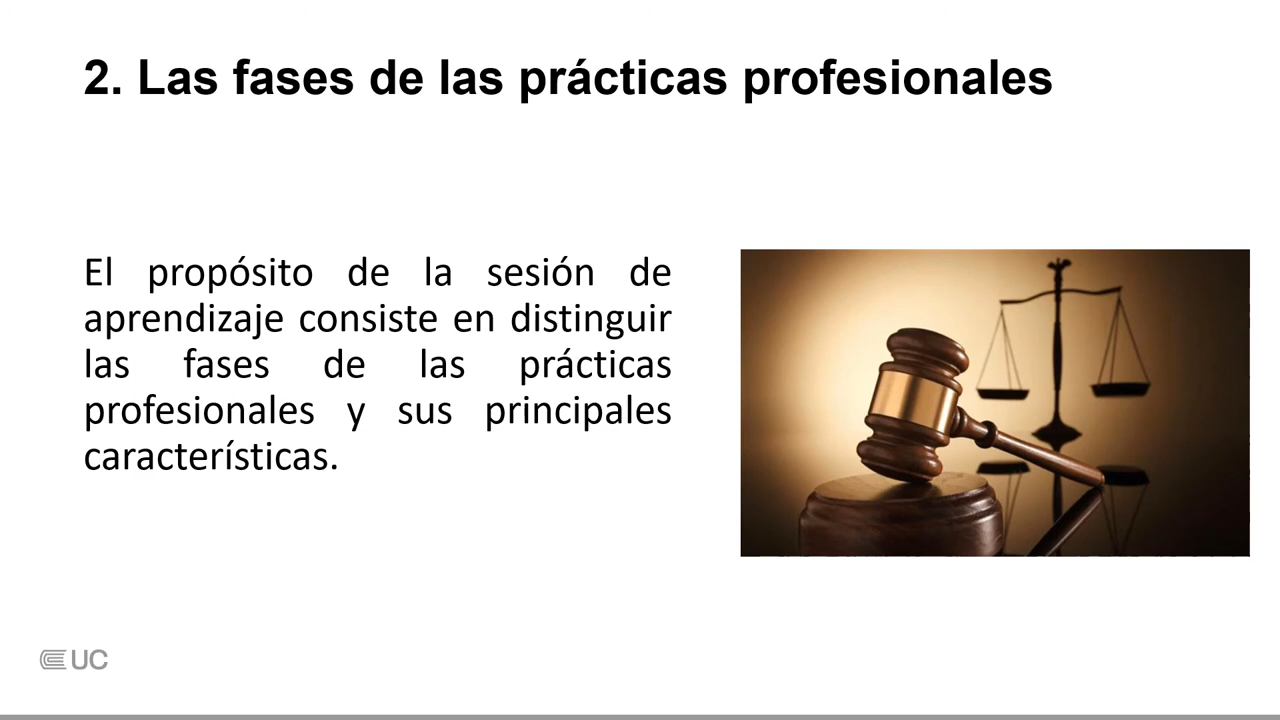 2. Las fases de las prácticas profesionales
El propósito de la sesión de
aprendizaje consiste en distinguir
las fases de las prácticas
profesionales y sus principales
características.
UC